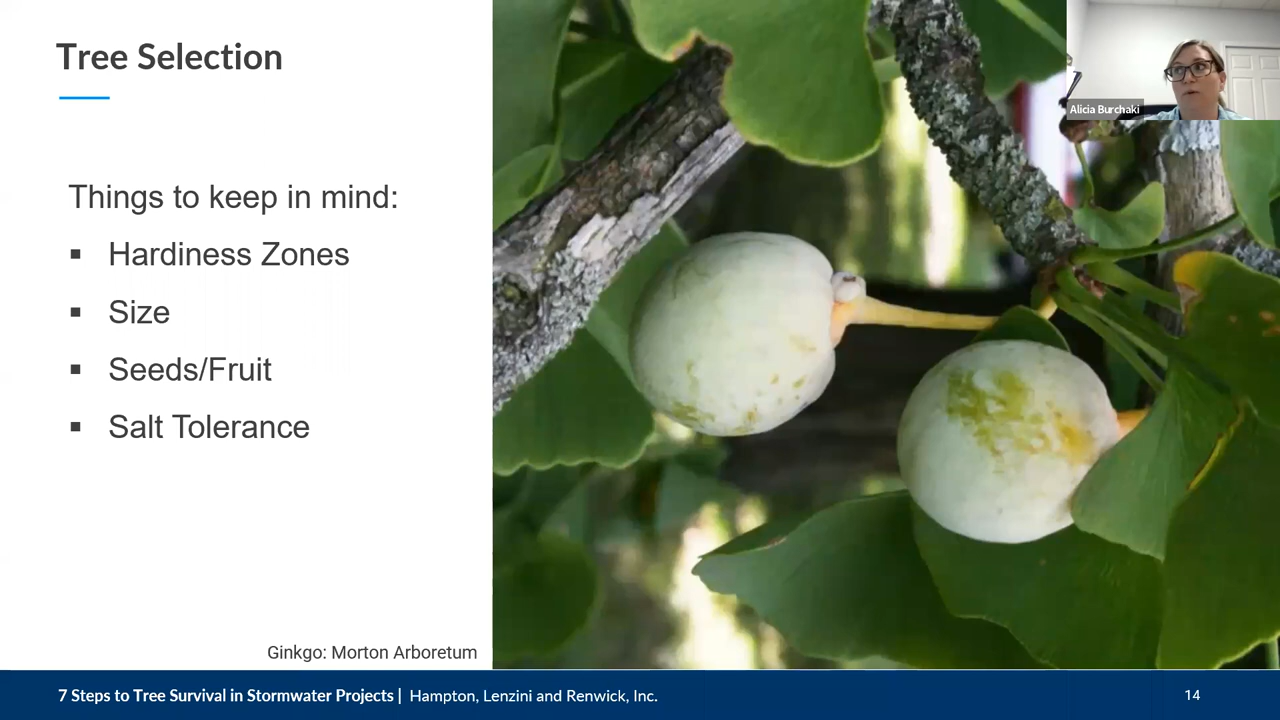 Tree Selection
Alicia Burchaki
Things to keep in mind:
▪ Hardiness Zones
▪ Size
▪ Seeds/Fruit
▪ Salt Tolerance
Ginkgo: Morton Arboretum
7 Steps to Tree Survival in Stormwater Projects | Hampton, Lenzini and Renwick, Inc.
14